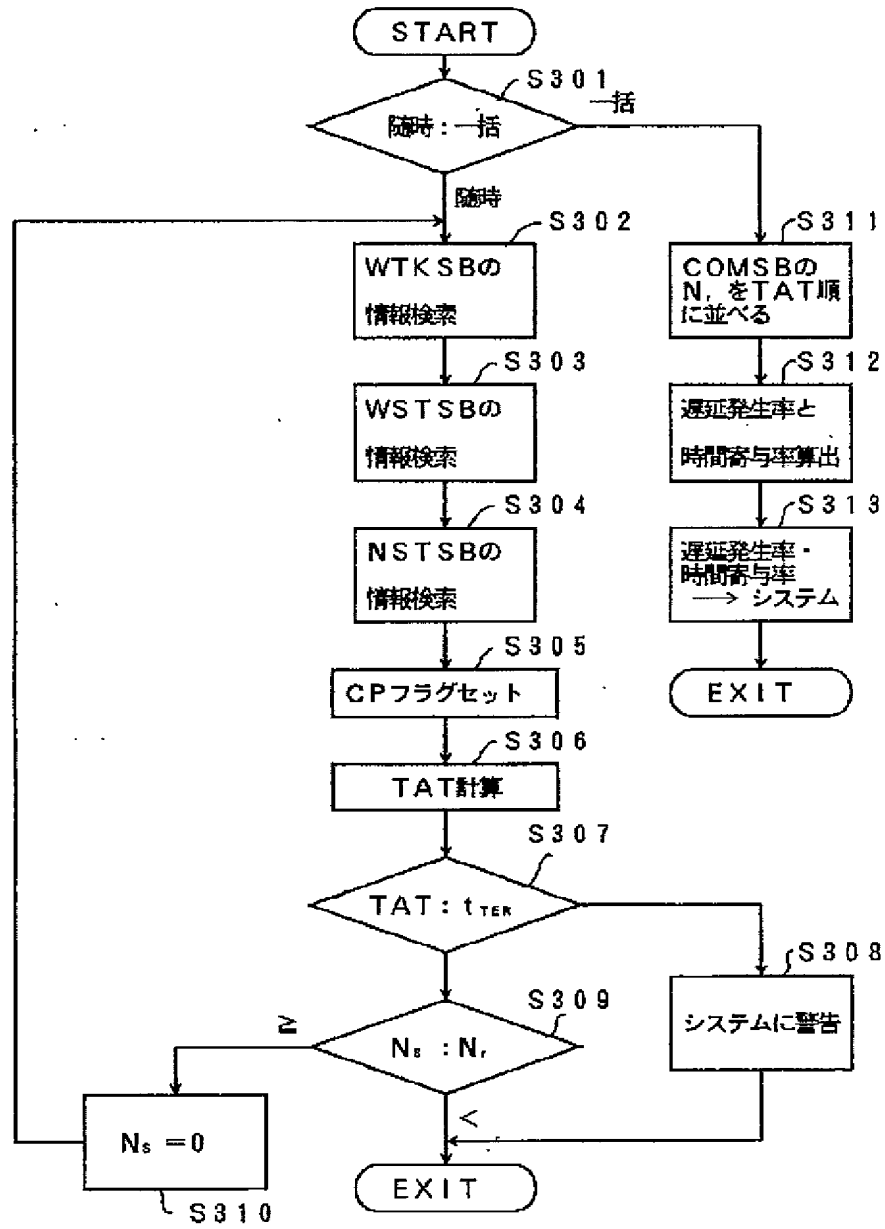 START
S301
随時：一括
一括
随時
S302
WTKSBの
情報検索
S303
WSTSBの
情報検索
S304
NSTSBの
情報検索
S305
CPフラグセット
S306
TAT計算
S307
TAT：tTER
S308
システムに警告
S309
Ns：Nr
≧
<
Ns＝0
S310
EXIT
S311
COMSBの
NrをTAT順
に並べる
S312
遅延発生率と
時間寄与率算出
S313
遅延発生率・
時間寄与率
→ システム
EXIT